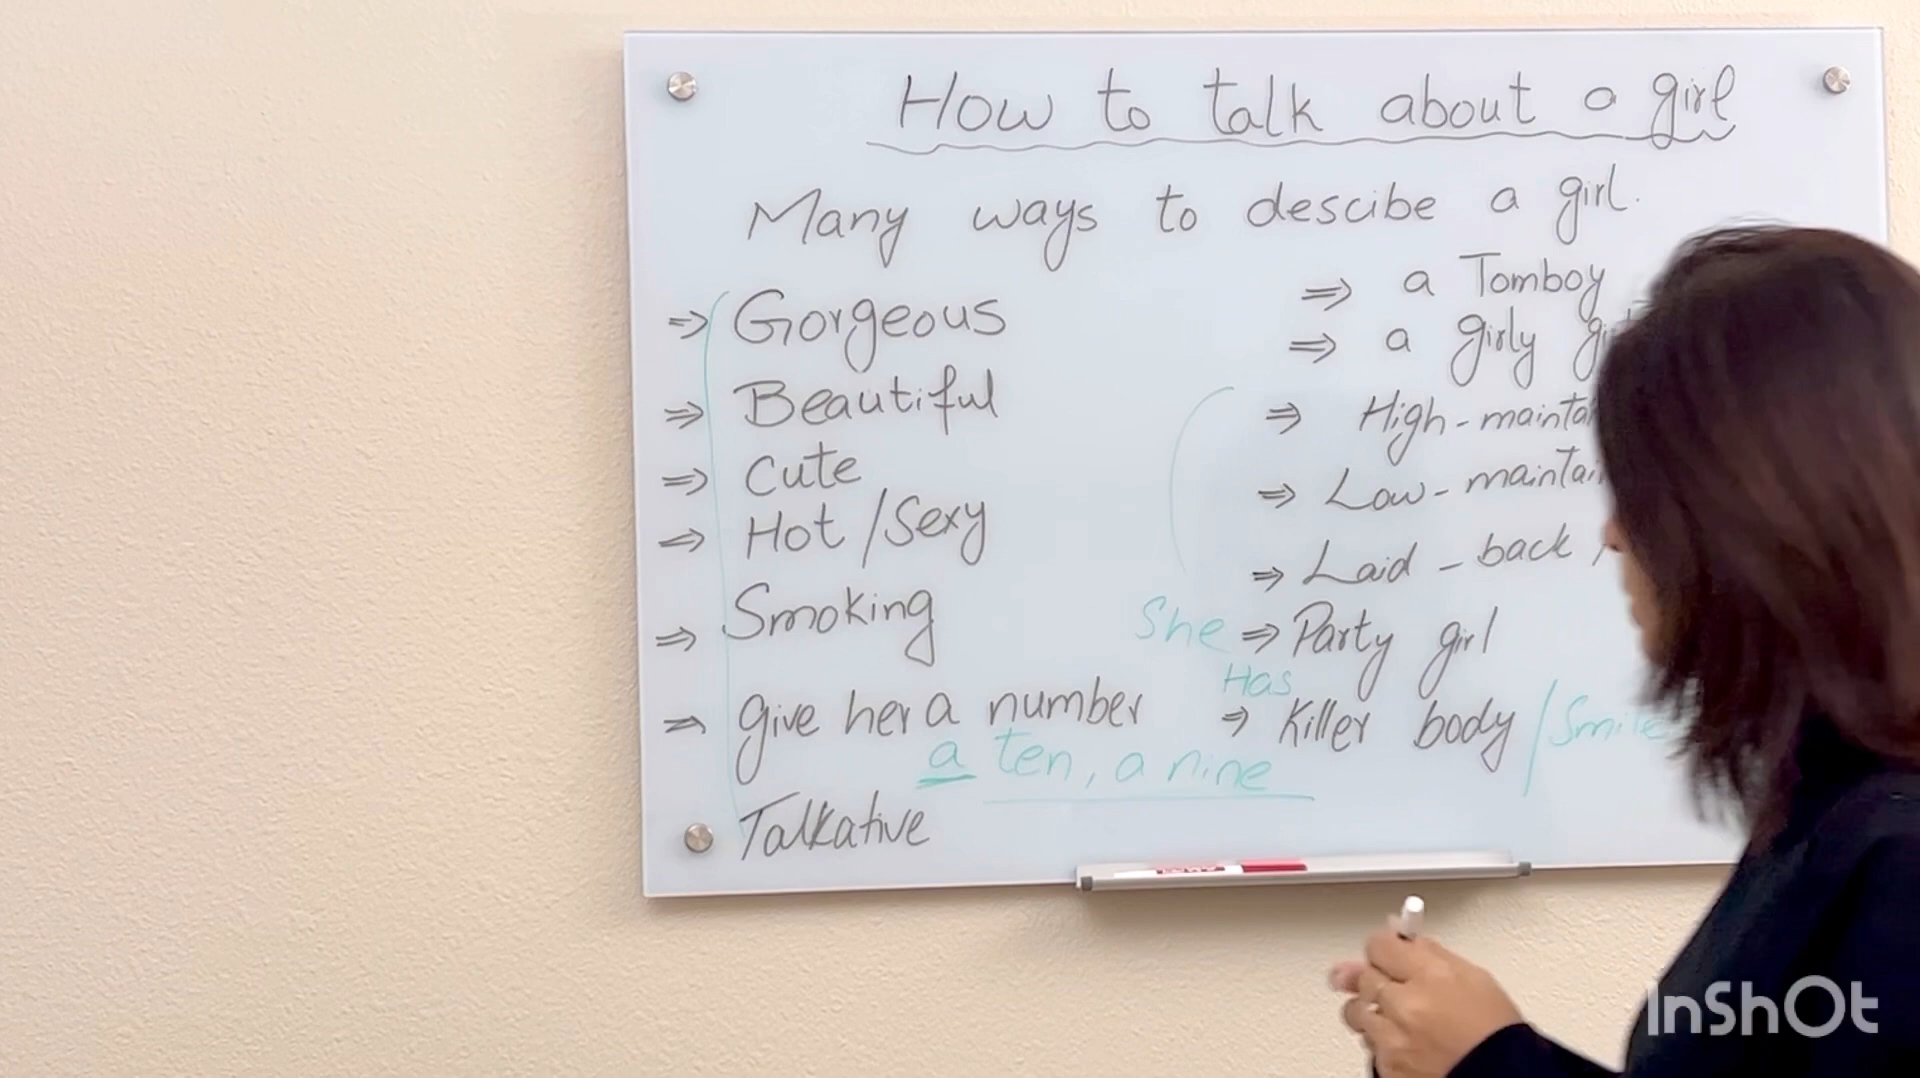 How to talk about a girl
Many ways to descibe a girl.
⇒ Gorgeous
⇒ Beautiful
⇒ Cute
⇒ Hot / Sexy
⇒ Smoking
⇒ give her a number
a ten, a nine
Talkative
⇒ a Tomboy
⇒ a girly
⇒ High-
⇒ Low-
⇒ Laid-back
She ⇒ Party girl
Has
⇒ Killer body / Smile
InShOt